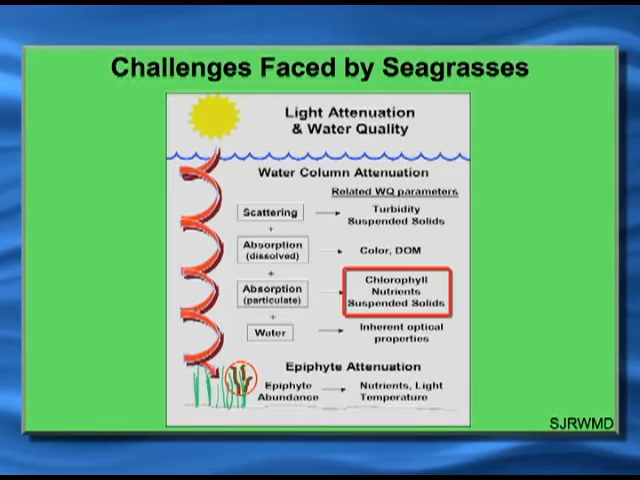 Challenges Faced by Seagrasses
Light Attenuation
& Water Quality
Water Column Attenuation
Related WQ parameters
Scattering
Turbidity
Suspended Solids
+
Absorption
(dissolved)
Color, DOM
+
Absorption
(particulate)
Chlorophyll
Nutrients
Suspended Solids
+
Water
Inherent optical
properties
Epiphyte Attenuation
Epiphyte
Abundance
Nutrients, Light
Temperature
SJRWMD